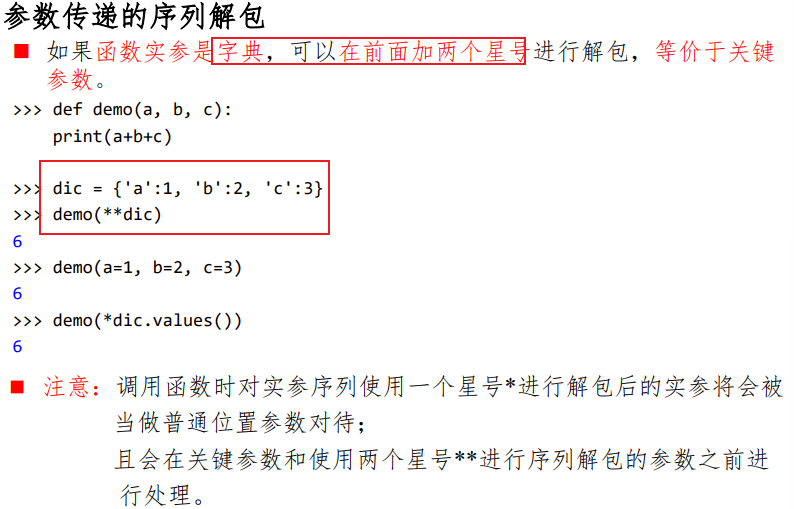 参数传递的序列解包
■ 如果函数实参是字典，可以在前面加两个星号进行解包，等价于关键
参数。
>>> def demo(a, b, c):
    print(a+b+c)
>>> dic = {'a':1, 'b':2, 'c':3}
>>> demo(**dic)
6
>>> demo(a=1, b=2, c=3)
6
>>> demo(*dic.values())
6
■ 注意：调用函数时对实参序列使用一个星号*进行解包后的实参将会被
当做普通位置参数对待；
且会在关键参数和使用两个星号**进行序列解包的参数之前进
行处理。